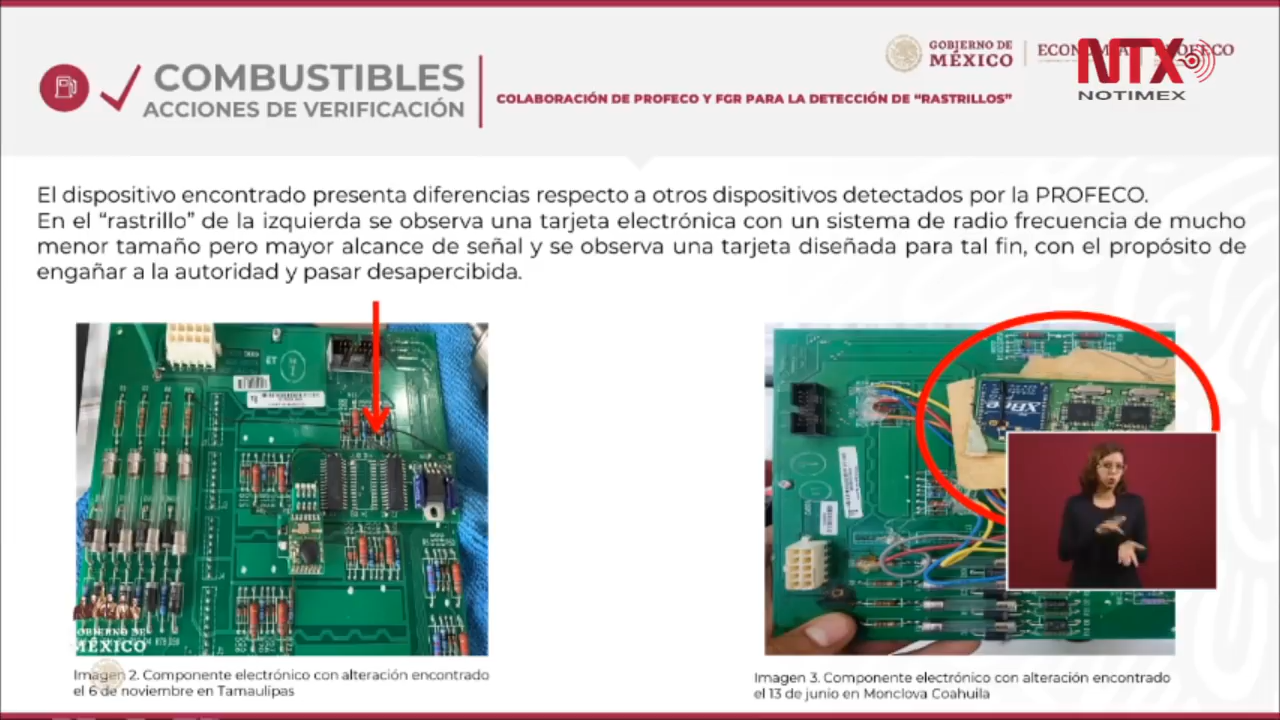 COMBUSTIBLES
ACCIONES DE VERIFICACIÓN
COLABORACIÓN DE PROFECO Y FGR PARA LA DETECCIÓN DE “RASTRILLOS”
GOBIERNO DE
MÉXICO
NTX
NOTIMEX
El dispositivo encontrado presenta diferencias respecto a otros dispositivos detectados por la PROFECO.
En el “rastrillo” de la izquierda se observa una tarjeta electrónica con un sistema de radio frecuencia de mucho
menor tamaño pero mayor alcance de señal y se observa una tarjeta diseñada para tal fin, con el propósito de
engañar a la autoridad y pasar desapercibida.
GOBIERNO DE
MÉXICO
Imagen 2. Componente electrónico con alteración encontrado
el 6 de noviembre en Tamaulipas
Imagen 3. Componente electrónico con alteración encontrado
el 13 de junio en Monclova Coahuila